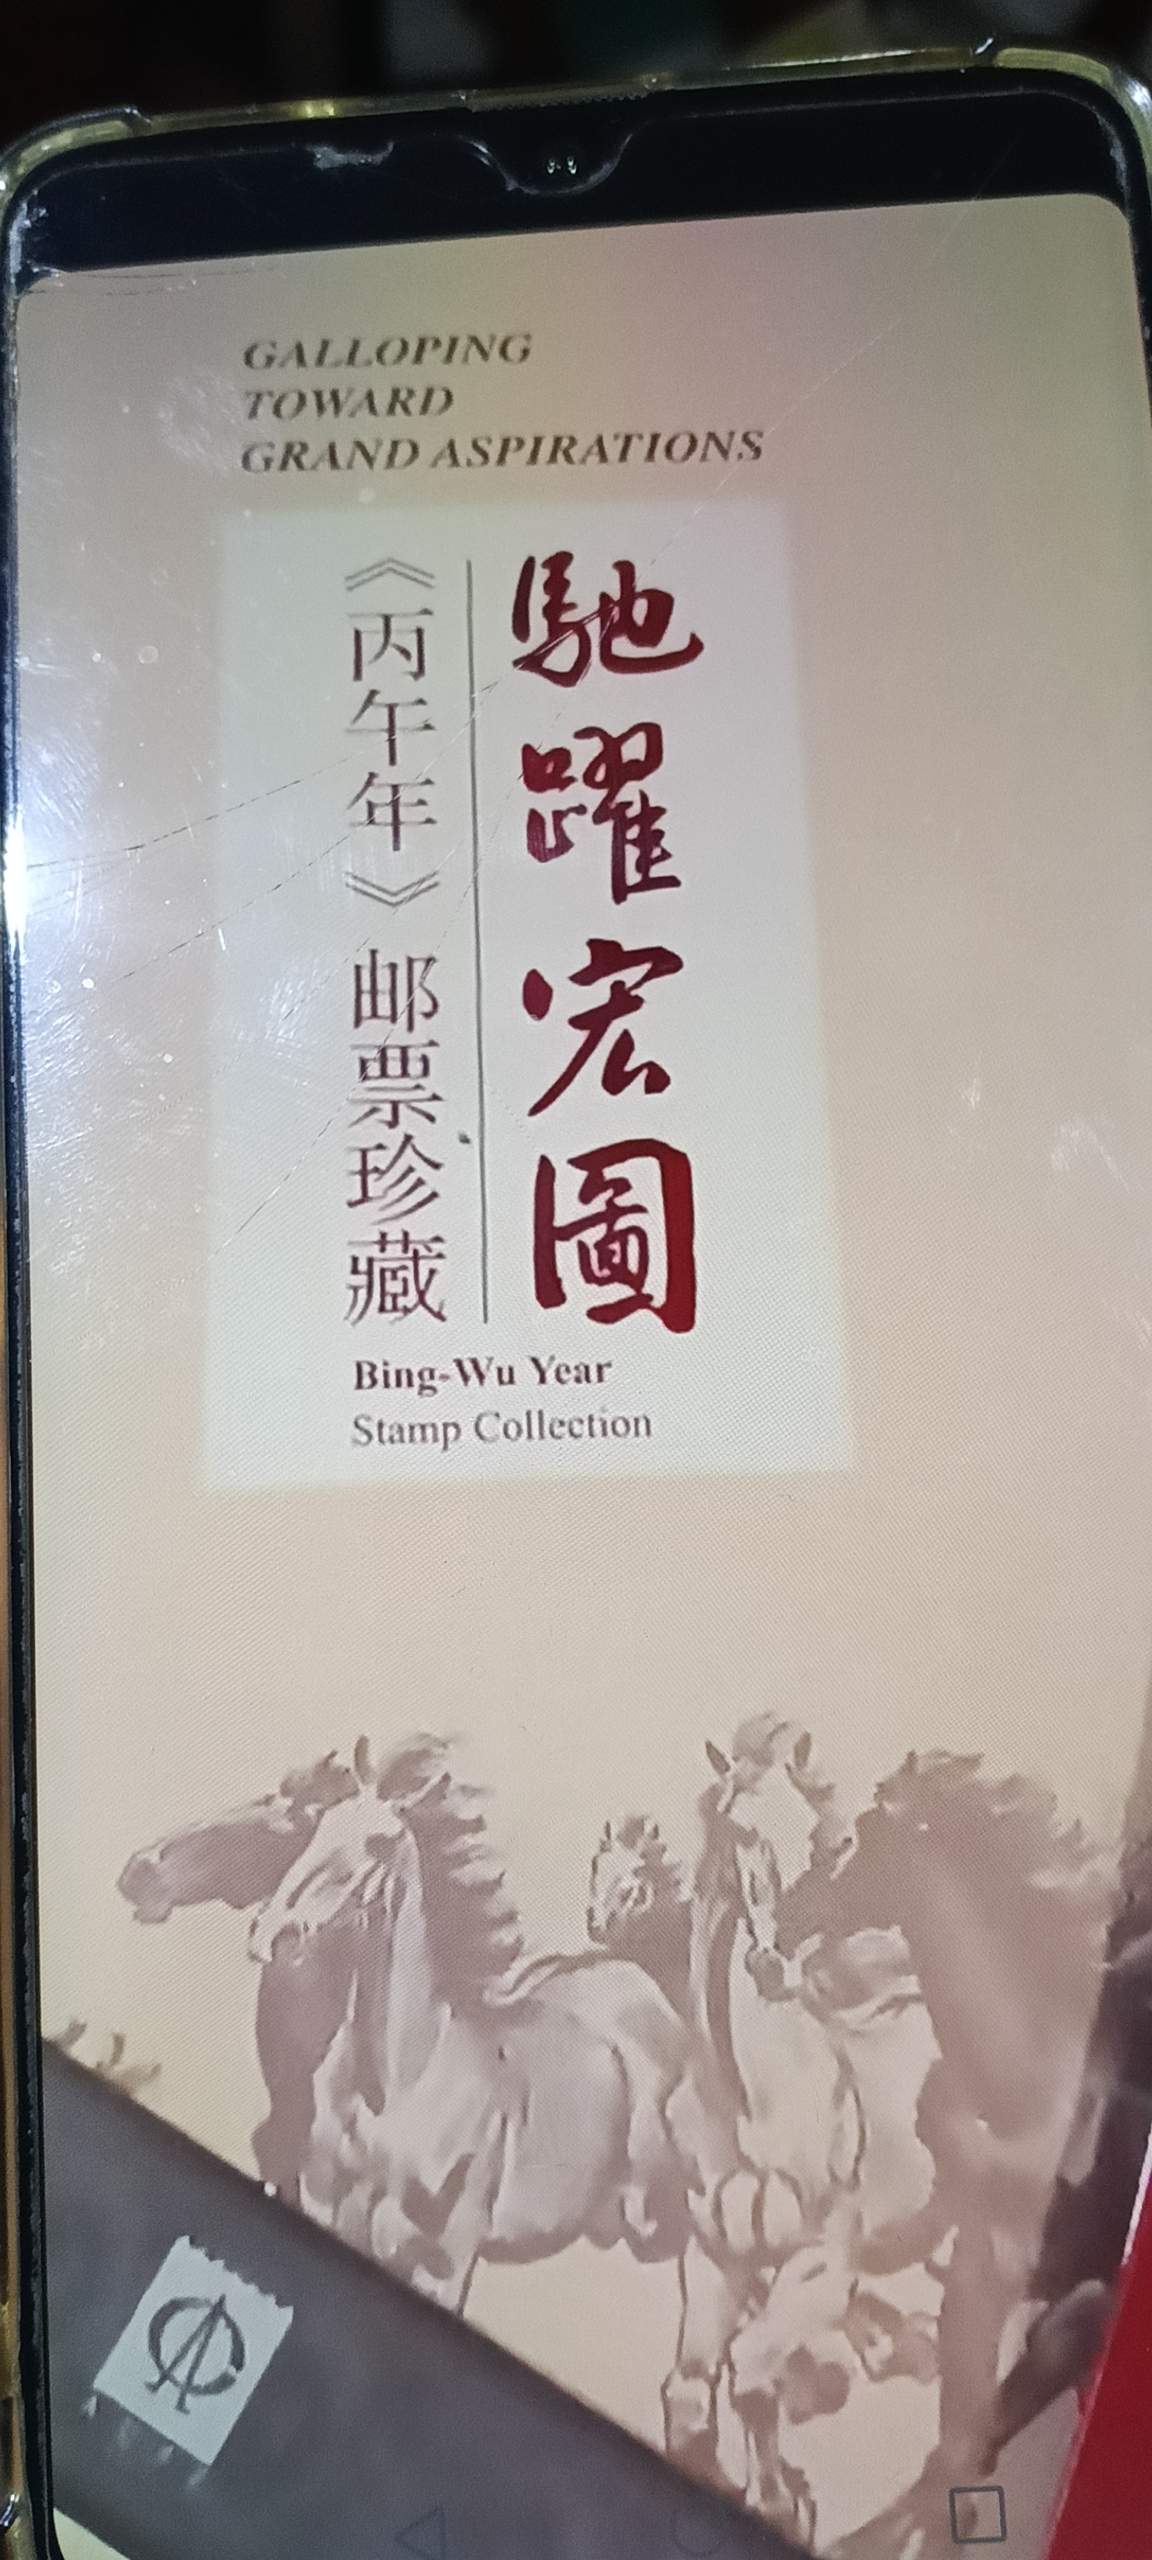 GALLOPING
TOWARD
GRAND ASPIRATIONS
馳躍宏圖
《丙午年》邮票珍藏
Bing-Wu Year
Stamp Collection